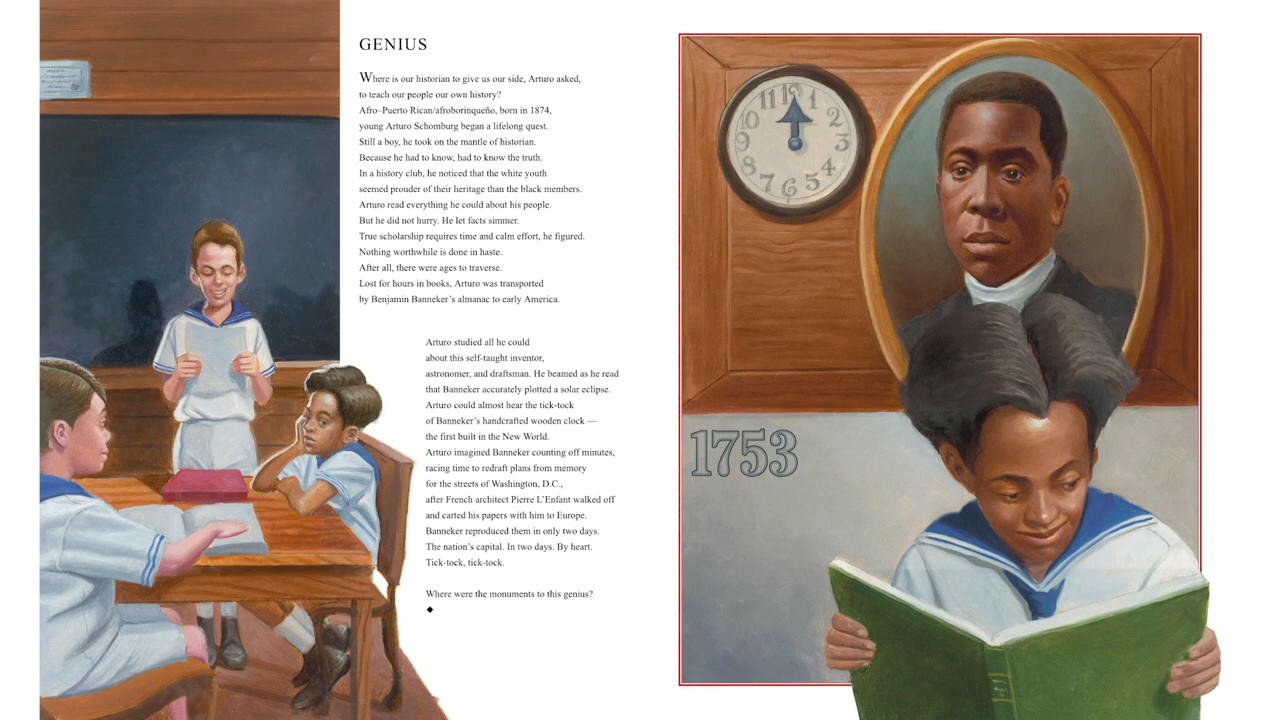 GENIUS
Where is our historian to give us our side, Arturo asked,
to teach our people our own history?
Afro–Puerto Rican/afroborinqueño, born in 1874,
young Arturo Schomburg began a lifelong quest.
Still a boy, he took on the mantle of historian.
Because he had to know, had to know the truth.
In a history club, he noticed that the white youth
seemed prouder of their heritage than the black members.
Arturo read everything he could about his people.
But he did not hurry. He let facts simmer.
True scholarship requires time and calm effort, he figured.
Nothing worthwhile is done in haste.
After all, there were ages to traverse.
Lost for hours in books, Arturo was transported
by Benjamin Banneker’s almanac to early America.
Arturo studied all he could
about this self-taught inventor,
astronomer, and draftsman. He beamed as he read
that Banneker accurately plotted a solar eclipse.
Arturo could almost hear the tick-tock
of Banneker’s handcrafted wooden clock —
the first built in the New World.
Arturo imagined Banneker counting off minutes,
racing time to redraft plans from memory
for the streets of Washington, D.C.,
after French architect Pierre L’Enfant walked off
and carted his papers with him to Europe.
Banneker reproduced them in only two days.
The nation’s capital. In two days. By heart.
Tick-tock, tick-tock.
Where were the monuments to this genius?
11 1
10 2
9 3
8 4
7 6 5
1753